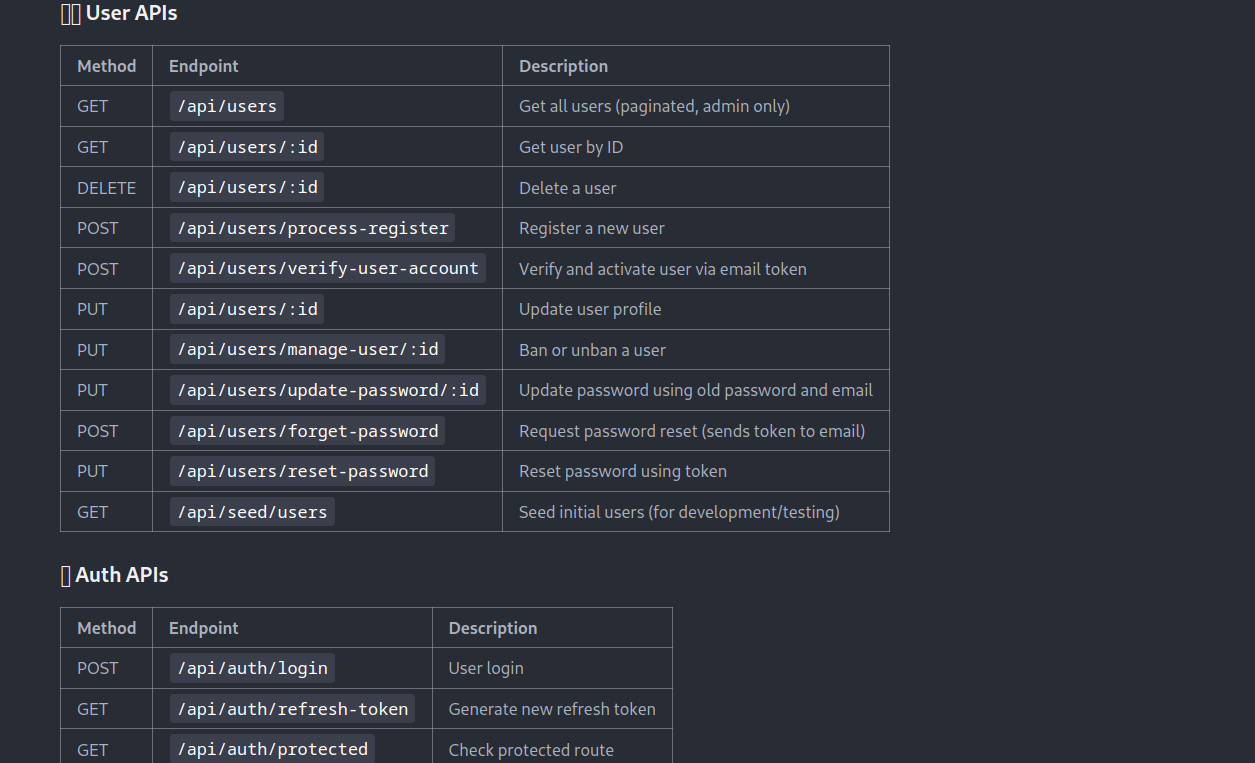 User APIs
Method Endpoint Description
GET /api/users Get all users (paginated, admin only)
GET /api/users/:id Get user by ID
DELETE /api/users/:id Delete a user
POST /api/users/process-register Register a new user
POST /api/users/verify-user-account Verify and activate user via email token
PUT /api/users/:id Update user profile
PUT /api/users/manage-user/:id Ban or unban a user
PUT /api/users/update-password/:id Update password using old password and email
POST /api/users/forget-password Request password reset (sends token to email)
PUT /api/users/reset-password Reset password using token
GET /api/seed/users Seed initial users (for development/testing)
Auth APIs
Method Endpoint Description
POST /api/auth/login User login
GET /api/auth/refresh-token Generate new refresh token
GET /api/auth/protected Check protected route